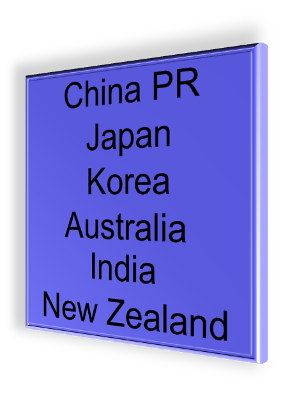 China PR
Japan
Korea
Australia
India
New Zealand